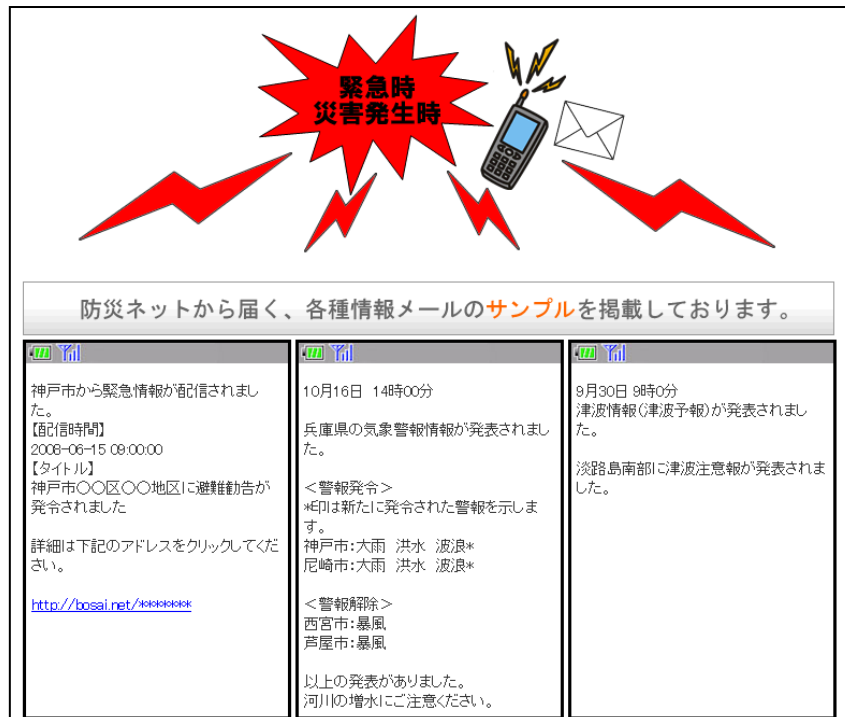 緊急時
災害発生時
防災ネットから届く、各種情報メールのサンプルを掲載しております。
神戸市から緊急情報が配信されまし
た。
【配信時間】
2008-06-15 09:00:00
【タイトル】
神戸市〇〇区〇〇地区に避難勧告が
発令されました
詳細は下記のアドレスをクリックしてくだ
さい。
http://bosai.net/********
10月16日 14時00分
兵庫県の気象警報情報が発表されまし
た。
＜警報発令＞
*印は新たに発令された警報を示しま
す。
神戸市:大雨 洪水 波浪*
尼崎市:大雨 洪水 波浪*
＜警報解除＞
西宮市:暴風
芦屋市:暴風
以上の発表がありました。
河川の増水にご注意ください。
9月30日 9時0分
津波情報(津波予報)が発表されまし
た。
淡路島南部に津波注意報が発表されま
した。